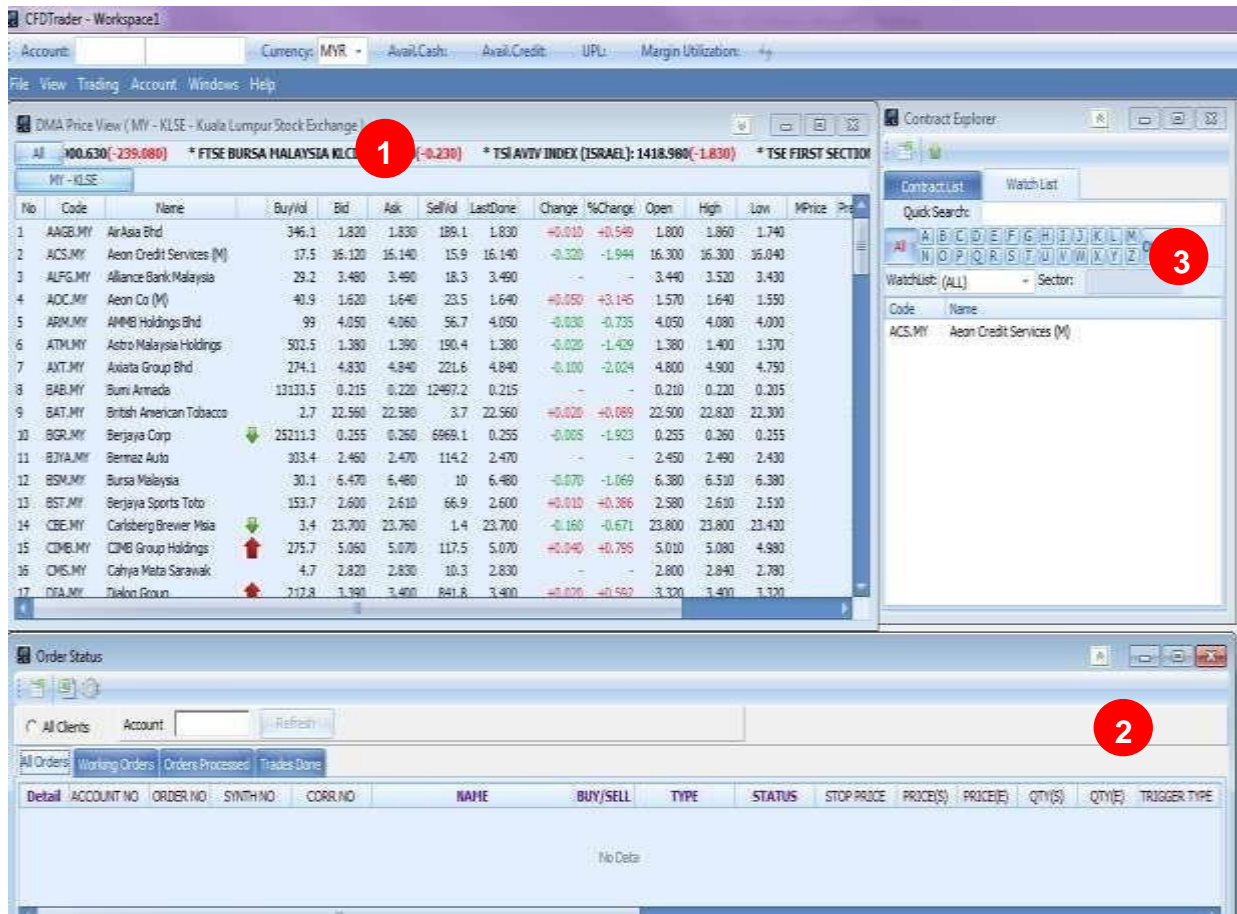 CFDTrader - Workspace1
Account: Currency: MYR Avail.Cash: Avail.Credit: UPL: Margin Utilization:
File View Trading Account Windows Help
DMA Price View ( MY - KLSE - Kuala Lumpur Stock Exchange )
All 900.630(-239.080) * FTSE BURSA MALAYSIA KLCI (-0.230) * TSI AVIV INDEX (ISRAEL): 1418.980(-1.830) * TSE FIRST SECTION
1
MY - KLSE
No Code Name BuyVol Bid Ask SellVol LastDone Change %Change Open High Low MPrice Pre
1 AAGB.MY AirAsia Bhd 346.1 1.820 1.830 189.1 1.830 +0.010 +0.549 1.800 1.860 1.740
2 ACS.MY Aeon Credit Services (M) 17.5 16.120 16.140 15.9 16.140 -0.320 -1.944 16.300 16.300 16.040
3 ALFG.MY Alliance Bank Malaysia 29.2 3.480 3.490 18.3 3.490 - - 3.440 3.520 3.430
4 AOC.MY Aeon Co (M) 40.9 1.620 1.640 23.5 1.640 +0.050 +3.145 1.570 1.640 1.550
5 ARM.MY AMMB Holdings Bhd 99 4.050 4.060 56.7 4.050 -0.030 -0.735 4.050 4.080 4.000
6 ATM.MY Astro Malaysia Holdings 502.5 1.380 1.390 190.4 1.380 -0.020 -1.429 1.380 1.400 1.370
7 AXT.MY Axiata Group Bhd 274.1 4.830 4.840 221.6 4.840 -0.100 -2.024 4.800 4.900 4.750
8 BAB.MY Bumi Armada 13133.5 0.215 0.220 12497.2 0.215 - - 0.210 0.220 0.205
9 BAT.MY British American Tobacco 2.7 22.560 22.580 3.7 22.560 +0.020 +0.089 22.500 22.820 22.300
10 BGR.MY Berjaya Corp 25211.3 0.255 0.260 6969.1 0.255 -0.005 -1.923 0.255 0.260 0.255
11 BJYA.MY Bermaz Auto 103.4 2.460 2.470 114.2 2.470 - - 2.450 2.490 2.430
12 BSM.MY Bursa Malaysia 30.1 6.470 6.480 10 6.480 -0.070 -1.069 6.380 6.510 6.380
13 BST.MY Berjaya Sports Toto 153.7 2.600 2.610 66.9 2.600 +0.010 +0.386 2.580 2.610 2.510
14 CBE.MY Carlsberg Brewer Msia 3.4 23.700 23.760 1.4 23.700 -0.160 -0.671 23.800 23.800 23.420
15 CIMB.MY CIMB Group Holdings 275.7 5.060 5.070 117.5 5.070 +0.040 +0.795 5.010 5.080 4.980
16 CMS.MY Cahya Mata Sarawak 4.7 2.820 2.830 10.3 2.830 - - 2.800 2.840 2.780
17 DIA.MY Dialog Group 217.8 3.390 3.400 841.8 3.400 +0.020 +0.592 3.320 3.400 3.320
Contract Explorer
Contract List Watch List
Quick Search:
All A B C D E F G H I J K L M
N O P Q R S T U V W X Y Z
3
Watchlist: (ALL) Sector:
Code Name
ACS.MY Aeon Credit Services (M)
Order Status
All Clients Account Refresh
2
All Orders Working Orders Orders Processed Trades Done
Detail ACCOUNT NO ORDER NO SYNTH NO CORR.NO NAME BUY/SELL TYPE STATUS STOP PRICE PRICE(S) PRICE(E) QTY(S) QTY(E) TRIGGER TYPE
No Data